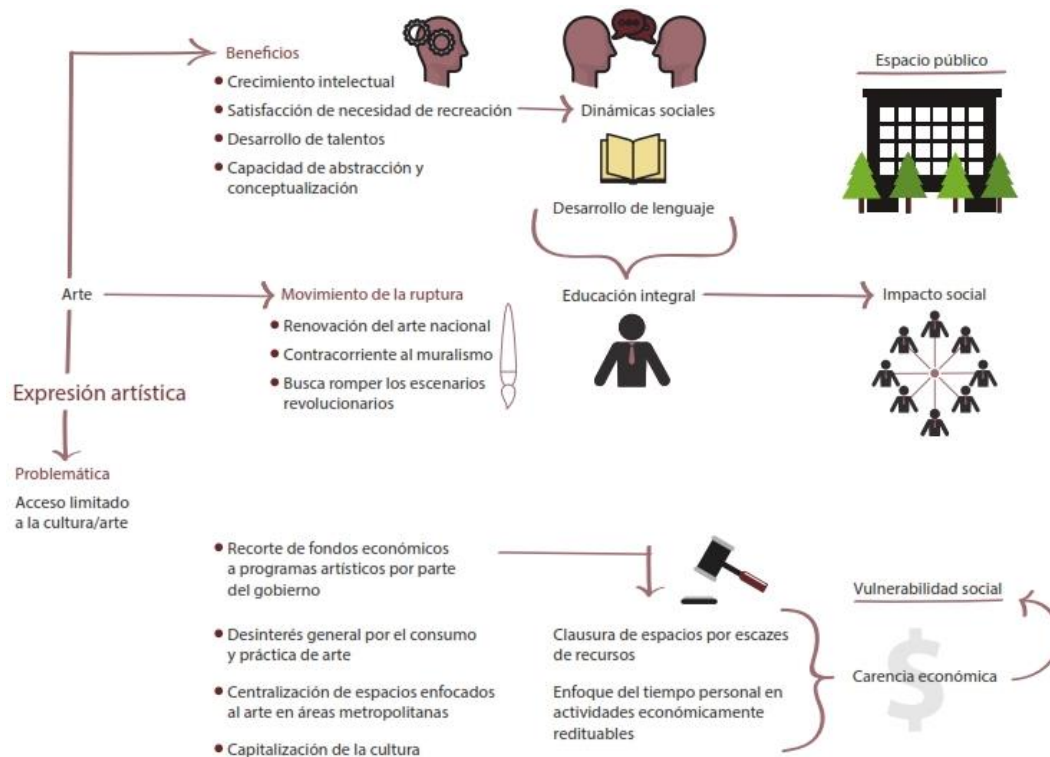 Beneficios
• Crecimiento intelectual
• Satisfacción de necesidad de recreación
• Desarrollo de talentos
• Capacidad de abstracción y
conceptualización
Dinámicas sociales
Desarrollo de lenguaje
Espacio público
Arte
Movimiento de la ruptura
• Renovación del arte nacional
• Contracorriente al muralismo
• Busca romper los escenarios
revolucionarios
Educación integral
Impacto social
Expresión artística
Problemática
Acceso limitado
a la cultura/arte
• Recorte de fondos económicos
a programas artísticos por parte
del gobierno
• Desinterés general por el consumo
y práctica de arte
• Centralización de espacios enfocados
al arte en áreas metropolitanas
• Capitalización de la cultura
Clausura de espacios por escazes
de recursos
Enfoque del tiempo personal en
actividades económicamente
redituables
Vulnerabilidad social
$
Carencia económica